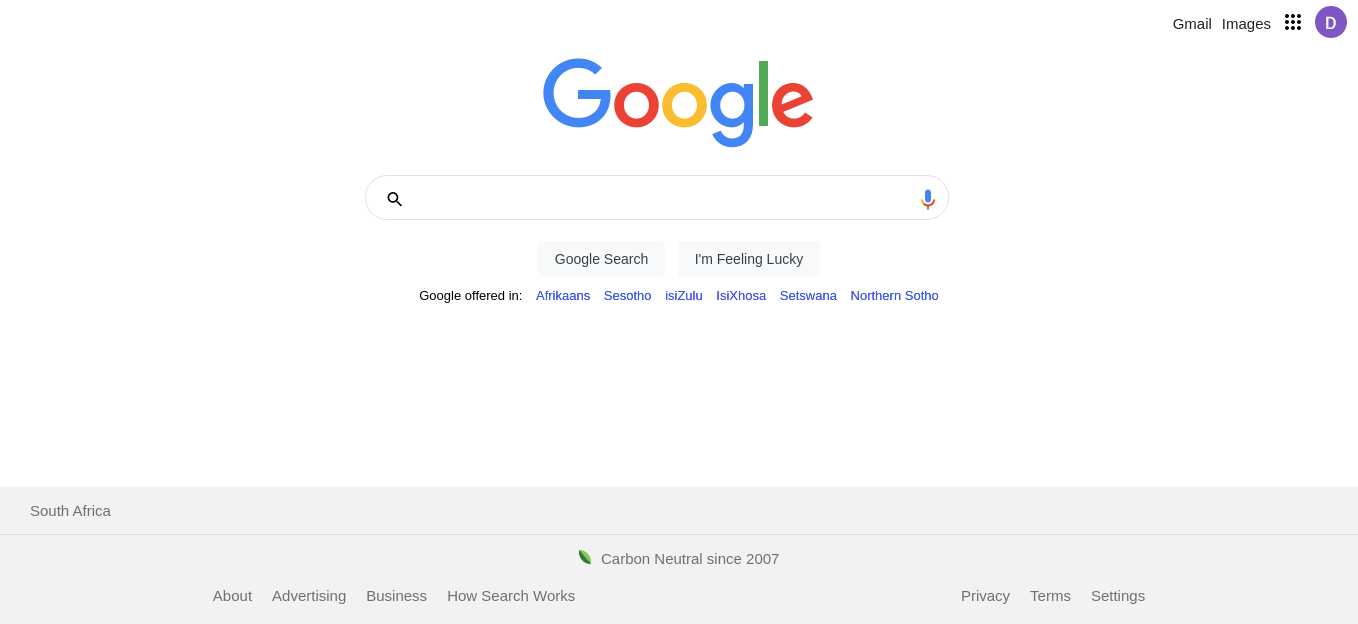 Gmail Images D
Google
Google Search I'm Feeling Lucky
Google offered in: Afrikaans Sesotho isiZulu IsiXhosa Setswana Northern Sotho
South Africa
Carbon Neutral since 2007
About Advertising Business How Search Works Privacy Terms Settings